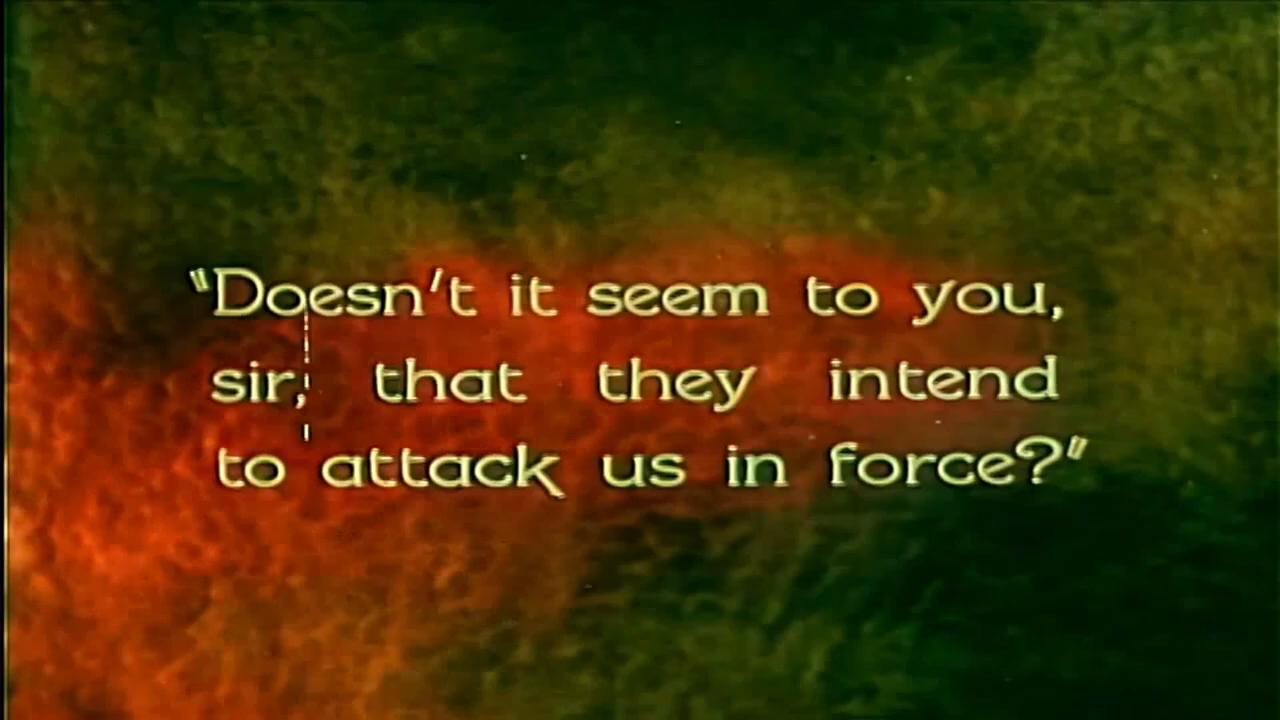 "Doesn't it seem to you,
sir, that they intend
to attack us in force?"